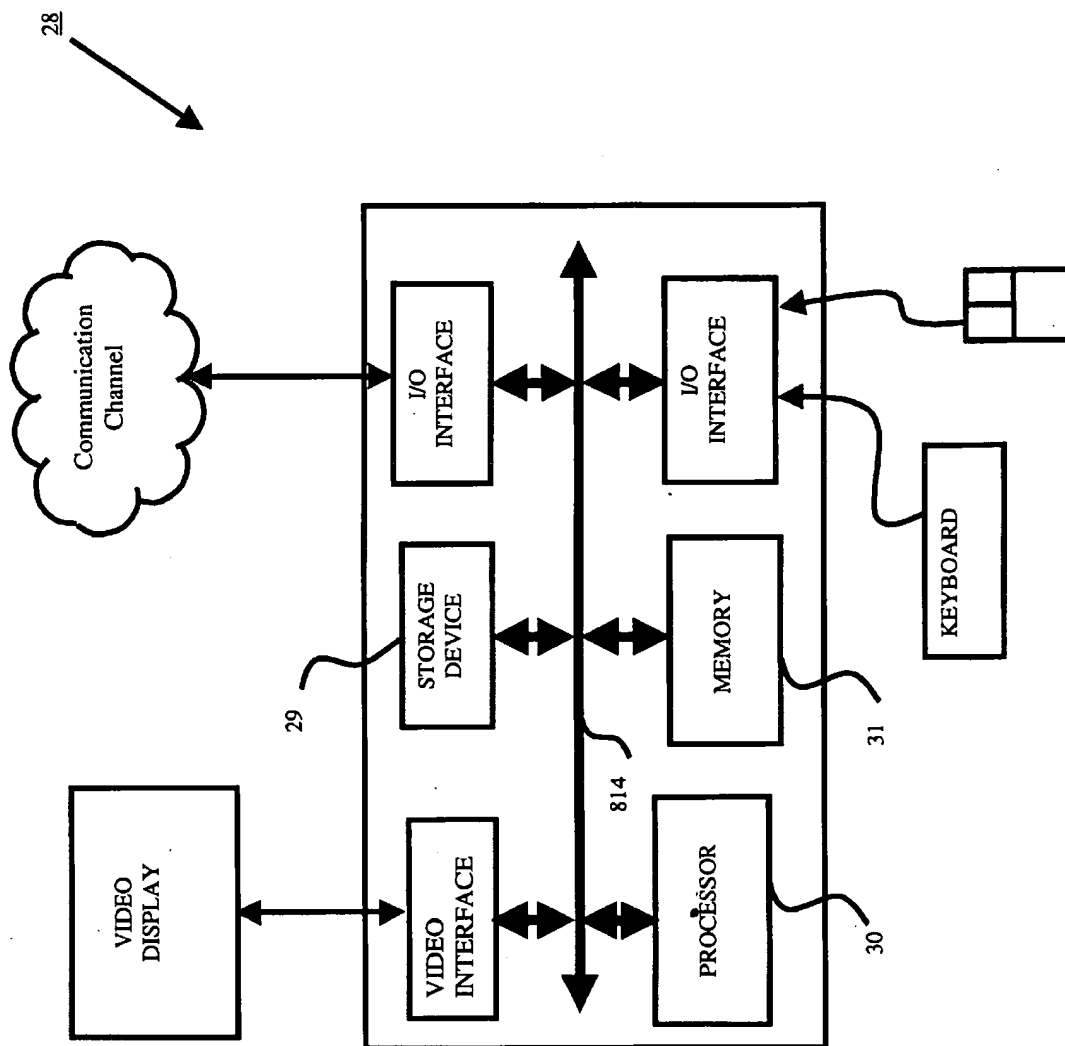 28
Communication
Channel
VIDEO
DISPLAY
29
VIDEO
INTERFACE
STORAGE
DEVICE
I/O
INTERFACE
814
PROCESSOR
MEMORY
I/O
INTERFACE
30
31
KEYBOARD